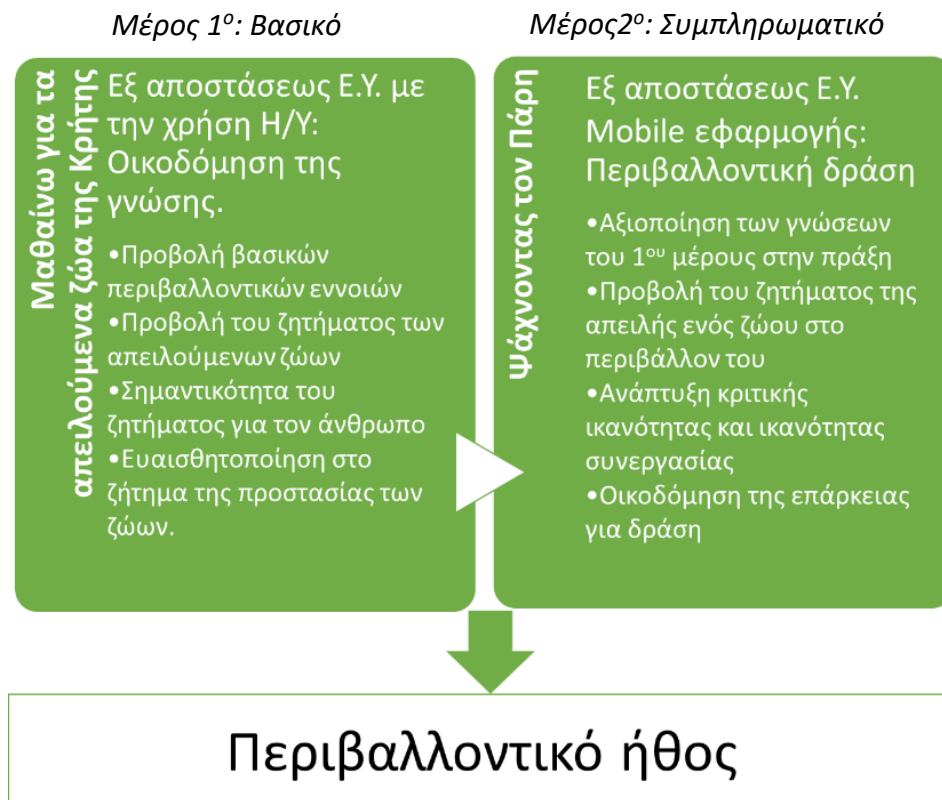 Μέρος 1ο: Βασικό
Μαθαίνω για τα
απειλούμενα ζώα της Κρήτης
Εξ αποστάσεως Ε.Υ. με
την χρήση Η/Υ:
Οικοδόμηση της
γνώσης.
•Προβολή βασικών
περιβαλλοντικών εννοιών
•Προβολή του ζητήματος των
απειλούμενων ζώων
•Σημαντικότητα του
ζητήματος για τον άνθρωπο
•Ευαισθητοποίηση στο
ζήτημα της προστασίας των
ζώων.
Μέρος2ο: Συμπληρωματικό
Ψάχνοντας τον Πάρη
Εξ αποστάσεως Ε.Υ.
Mobile εφαρμογής:
Περιβαλλοντική δράση
•Αξιοποίηση των γνώσεων
του 1ου μέρους στην πράξη
•Προβολή του ζητήματος της
απειλής ενός ζώου στο
περιβάλλον του
•Ανάπτυξη κριτικής
ικανότητας και ικανότητας
συνεργασίας
•Οικοδόμηση της επάρκειας
για δράση
Περιβαλλοντικό ήθος